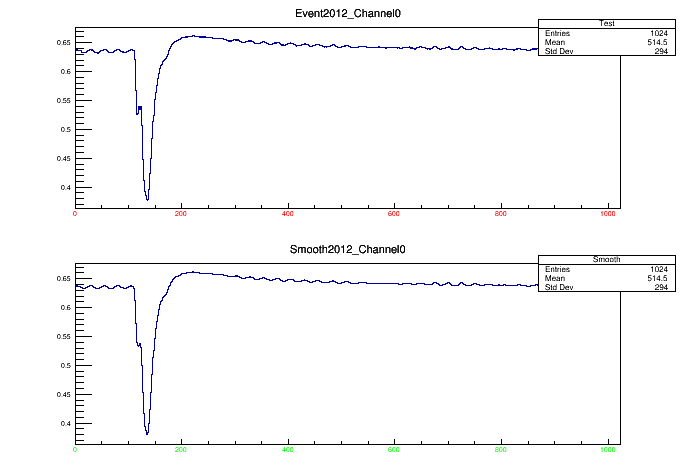 Event2012_Channel0
Test
Entries 1024
Mean 514.5
Std Dev 294
0.65
0.6
0.55
0.5
0.45
0.4
0 200 400 600 800 1000
Smooth2012_Channel0
Smooth
Entries 1024
Mean 514.5
Std Dev 294
0.65
0.6
0.55
0.5
0.45
0.4
0 200 400 600 800 1000